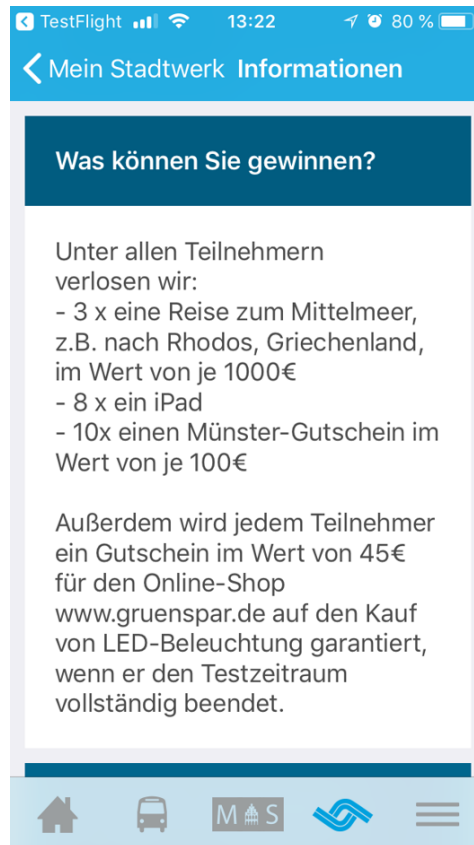 TestFlight 13:22 80 %
Mein Stadtwerk Informationen
Was können Sie gewinnen?
Unter allen Teilnehmern
verlosen wir:
- 3 x eine Reise zum Mittelmeer,
z.B. nach Rhodos, Griechenland,
im Wert von je 1000€
- 8 x ein iPad
- 10x einen Münster-Gutschein im
Wert von je 100€
Außerdem wird jedem Teilnehmer
ein Gutschein im Wert von 45€
für den Online-Shop
www.gruenspar.de auf den Kauf
von LED-Beleuchtung garantiert,
wenn er den Testzeitraum
vollständig beendet.
M S